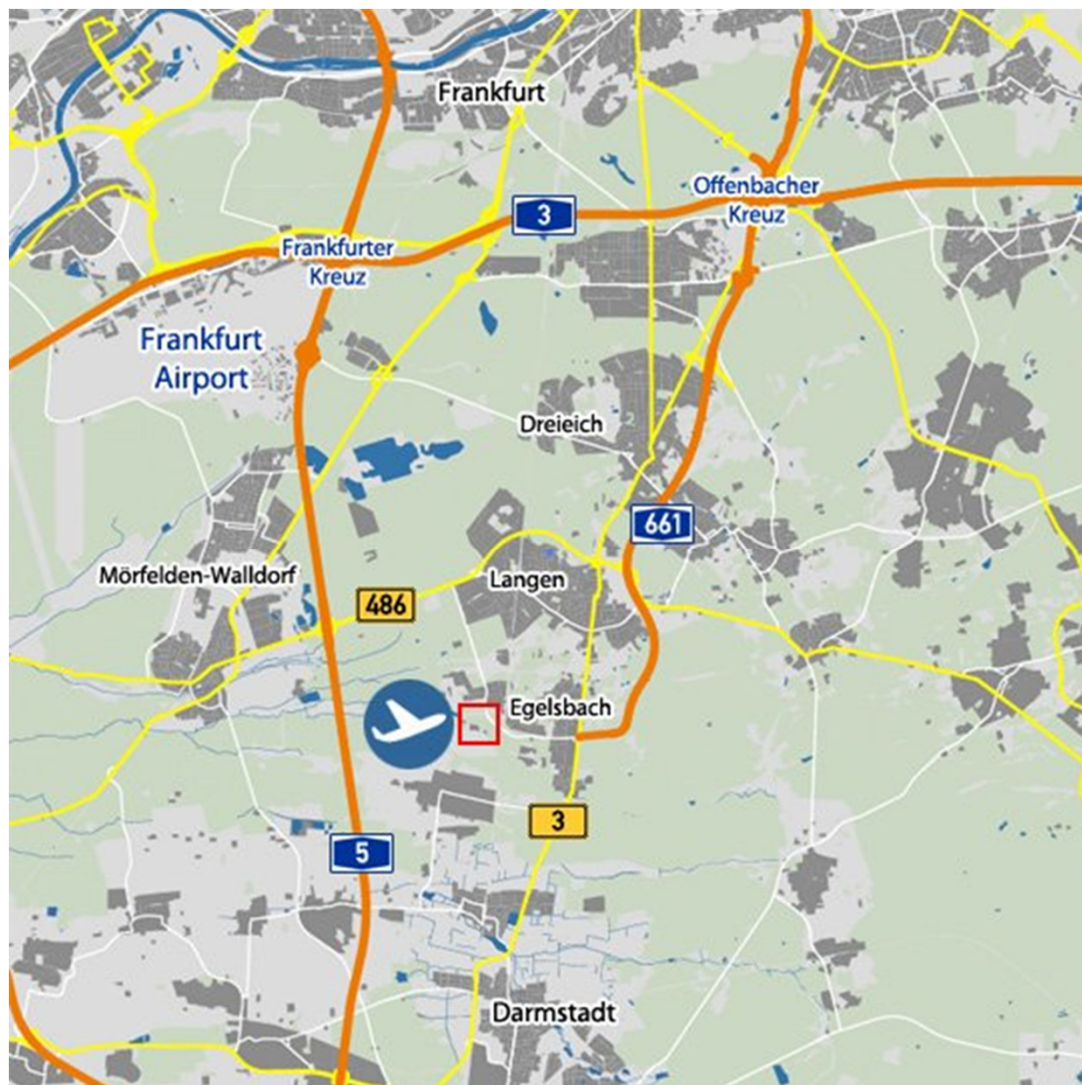 Frankfurt
Offenbacher
Kreuz
3
Frankfurter
Kreuz
Frankfurt
Airport
Dreieich
661
Mörfelden-Walldorf
Langen
486
Egelsbach
3
5
Darmstadt